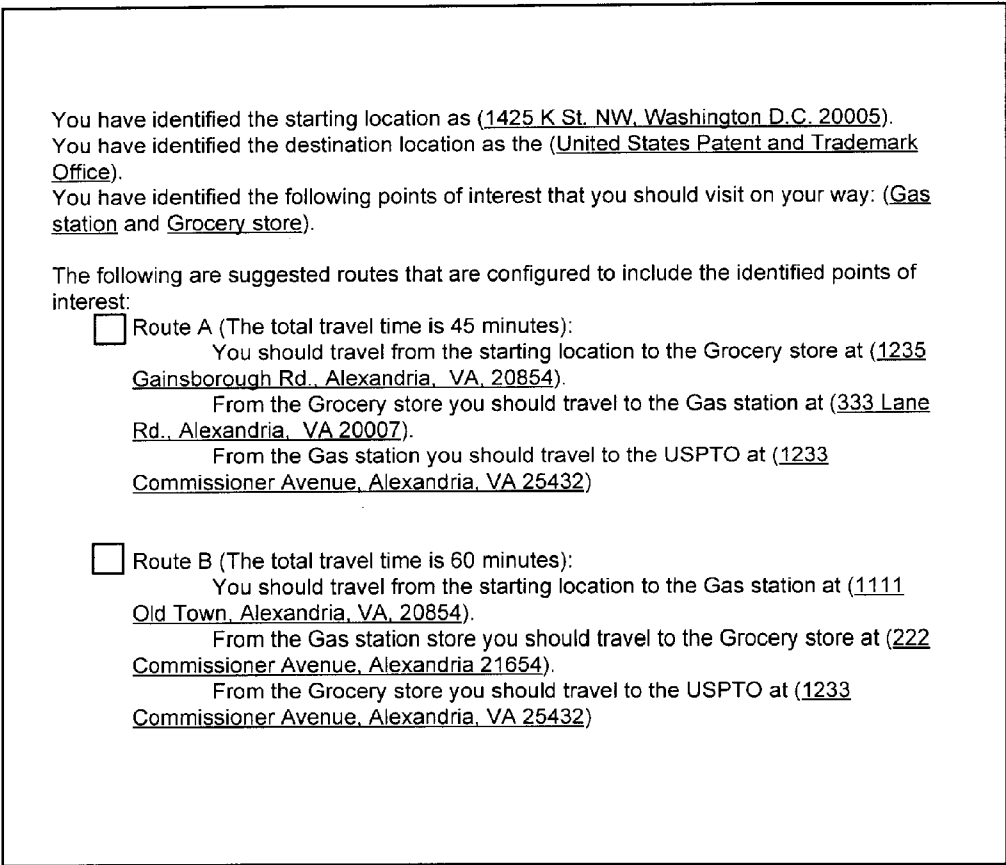 You have identified the starting location as (1425 K St. NW, Washington D.C. 20005).
You have identified the destination location as the (United States Patent and Trademark
Office).
You have identified the following points of interest that you should visit on your way: (Gas
station and Grocery store).
The following are suggested routes that are configured to include the identified points of
interest:
Route A (The total travel time is 45 minutes):
You should travel from the starting location to the Grocery store at (1235
Gainsborough Rd., Alexandria, VA, 20854).
From the Grocery store you should travel to the Gas station at (333 Lane
Rd., Alexandria, VA 20007).
From the Gas station you should travel to the USPTO at (1233
Commissioner Avenue, Alexandria, VA 25432)
Route B (The total travel time is 60 minutes):
You should travel from the starting location to the Gas station at (1111
Old Town, Alexandria, VA, 20854).
From the Gas station store you should travel to the Grocery store at (222
Commissioner Avenue, Alexandria 21654).
From the Grocery store you should travel to the USPTO at (1233
Commissioner Avenue, Alexandria, VA 25432)